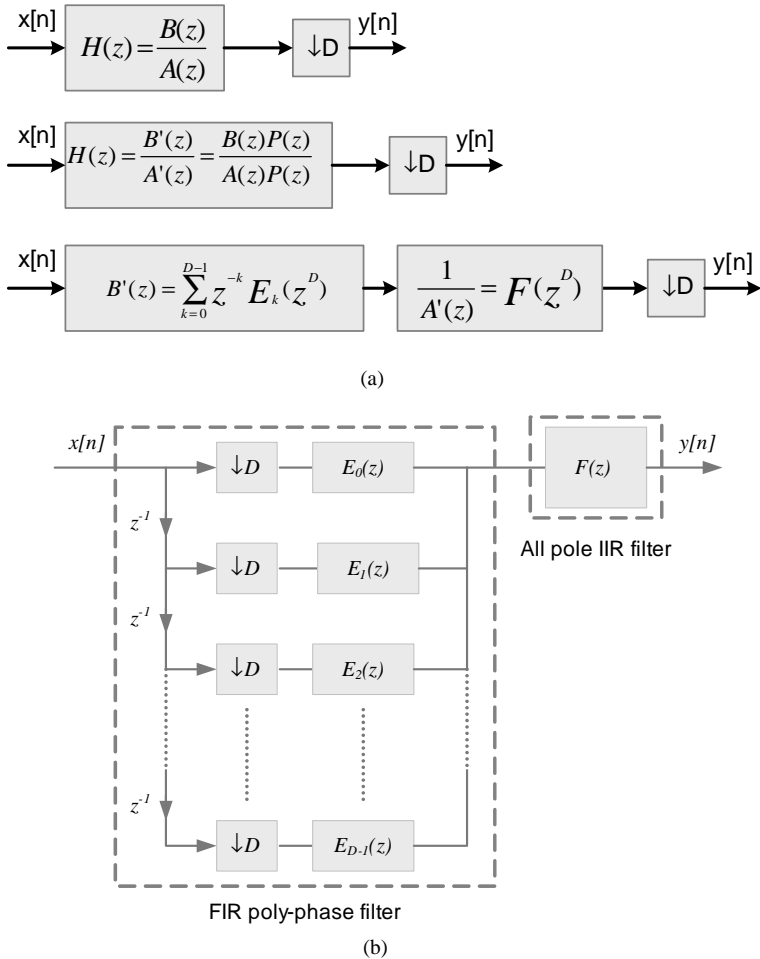 x[n] H(z) = B(z) / A(z) ↓D y[n]
x[n] H(z) = B'(z) / A'(z) = B(z)P(z) / A(z)P(z) ↓D y[n]
x[n] B'(z) = ∑_{k=0}^{D-1} z^{-k} E_k(z^D) 1 / A'(z) = F(z^D) ↓D y[n]
(a)
x[n] ↓D E_0(z) F(z) y[n]
z^{-1}
All pole IIR filter
↓D E_1(z)
z^{-1}
↓D E_2(z)
z^{-1}
↓D E_{D-1}(z)
FIR poly-phase filter
(b)